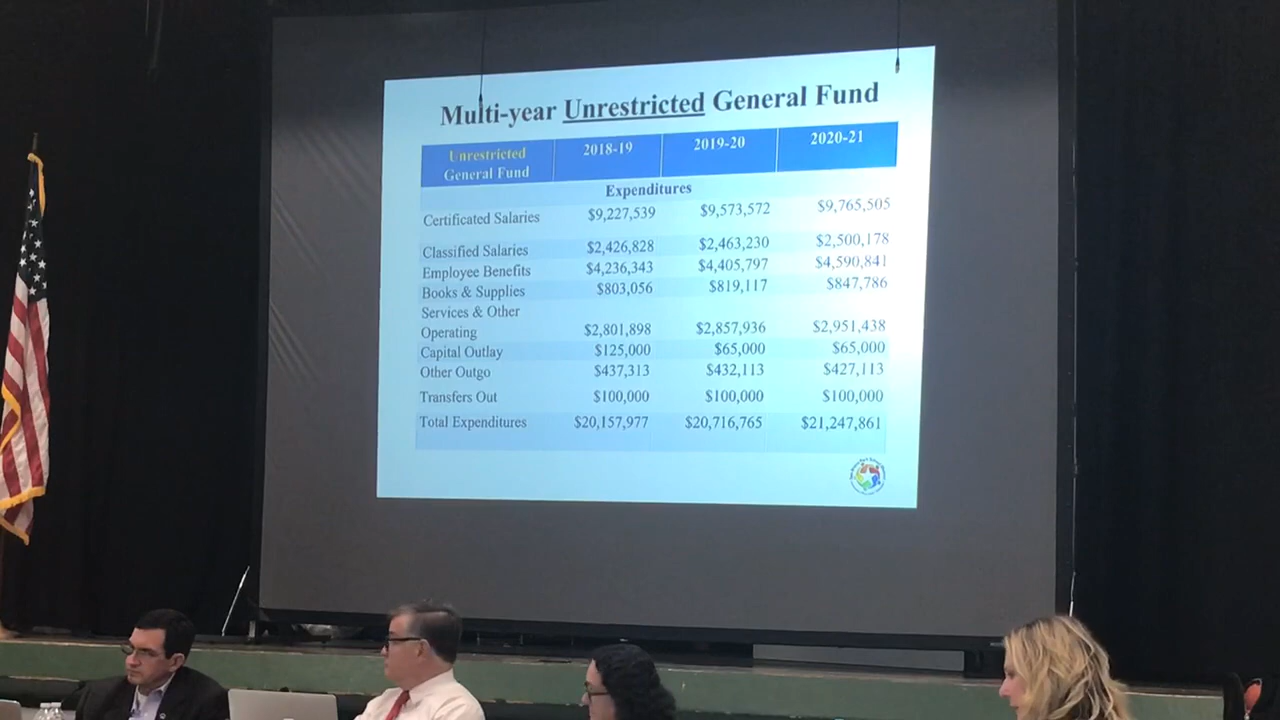 Multi-year Unrestricted General Fund
Unrestricted General Fund 2018-19 2019-20 2020-21
Expenditures
Certificated Salaries $9,227,539 $9,573,572 $9,765,505
Classified Salaries $2,426,828 $2,463,230 $2,500,178
Employee Benefits $4,236,343 $4,405,797 $4,590,841
Books & Supplies $803,056 $819,117 $847,786
Services & Other
Operating $2,801,898 $2,857,936 $2,951,438
Capital Outlay $125,000 $65,000 $65,000
Other Outgo $437,313 $432,113 $427,113
Transfers Out $100,000 $100,000 $100,000
Total Expenditures $20,157,977 $20,716,765 $21,247,861